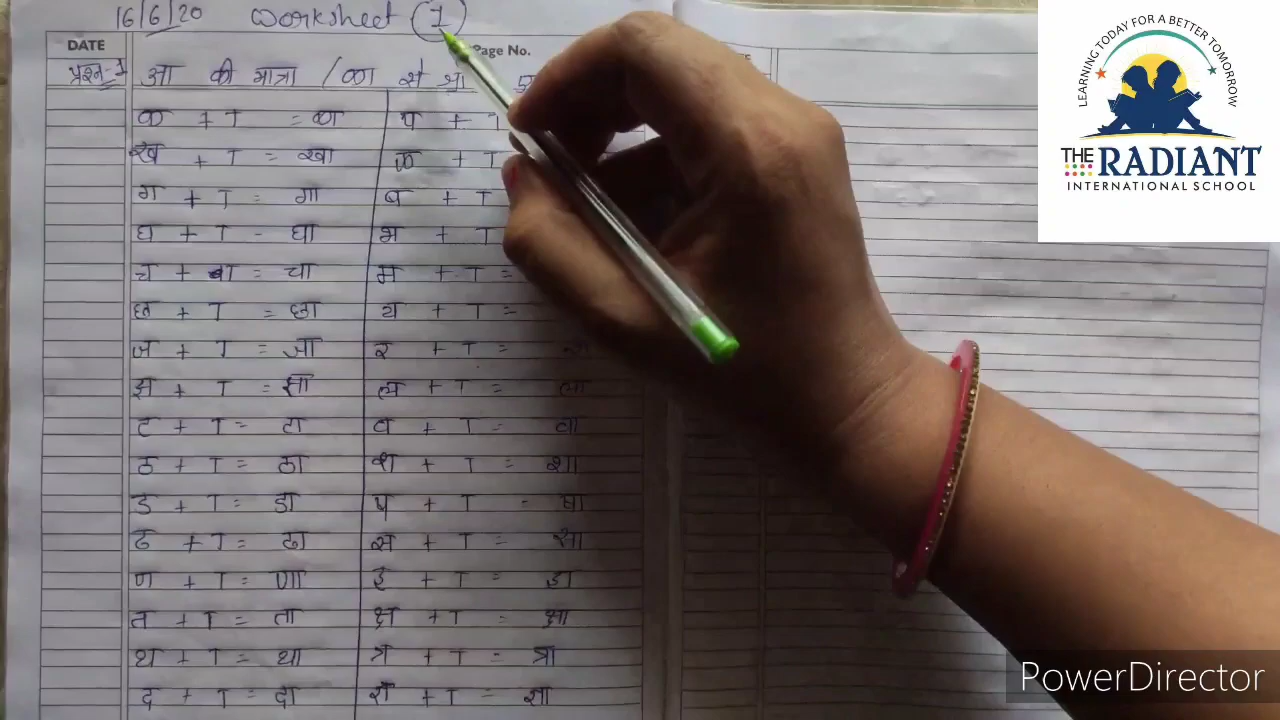 16/6/20 Worksheet (1)
DATE
Page No.
प्रश्न-1 आ की मात्रा / का से
क + ा = का
ख + ा = खा
ग + ा = गा
घ + ा = घा
च + ा = चा
छ + ा = छा
ज + ा = जा
झ + ा = झा
ट + ा = टा
ठ + ा = ठा
ड + ा = डा
ढ + ा = ढा
ण + ा = णा
त + ा = ता
थ + ा = था
द + ा = दा
प + ा
फ + ा
ब + ा
भ + ा
म + ा =
य + ा =
र + ा =
ल + ा = ला
व + ा = वा
श + ा = शा
ष + ा = षा
स + ा = सा
ह + ा = हा
क्ष + ा = क्षा
त्र + ा = त्रा
ज्ञ + ा = ज्ञा
LEARNING TODAY FOR A BETTER TOMORROW
THE RADIANT
INTERNATIONAL SCHOOL
PowerDirector